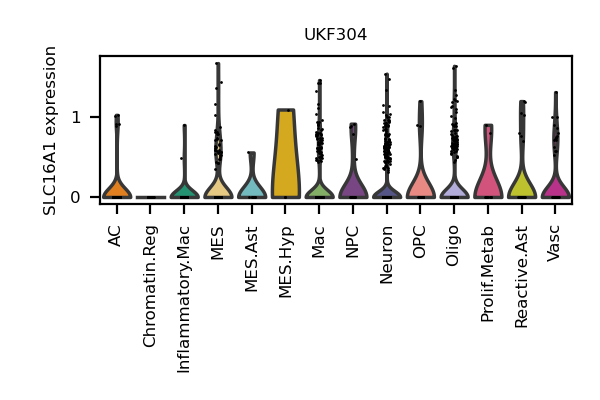 UKF304
SLC16A1 expression
1
0
AC
Chromatin.Reg
Inflammatory.Mac
MES
MES.Ast
MES.Hyp
Mac
NPC
Neuron
OPC
Oligo
Prolif.Metab
Reactive.Ast
Vasc